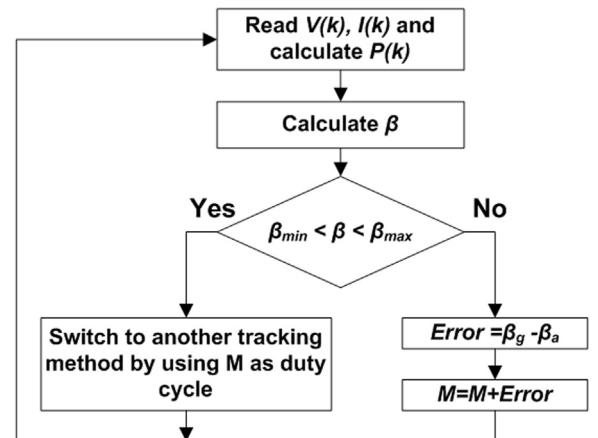 Read V(k), I(k) and
calculate P(k)
Calculate β
Yes
No
βmin < β < βmax
Switch to another tracking
method by using M as duty
cycle
Error =βg -βa
M=M+Error